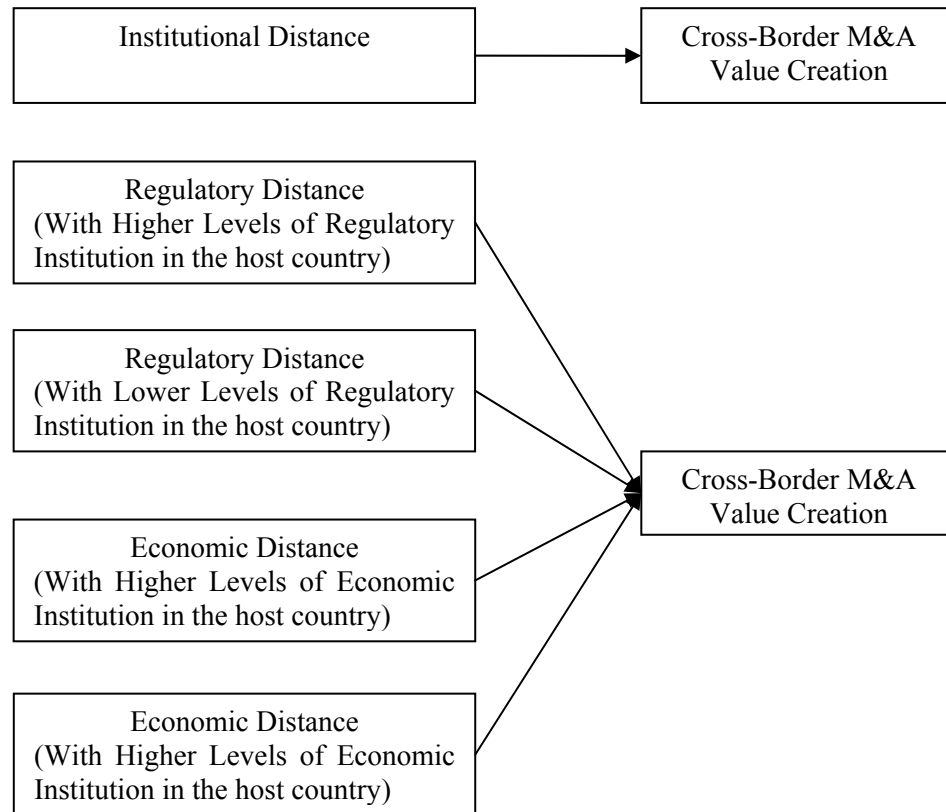 Institutional Distance
Cross-Border M&A
Value Creation
Regulatory Distance
(With Higher Levels of Regulatory
Institution in the host country)
Regulatory Distance
(With Lower Levels of Regulatory
Institution in the host country)
Cross-Border M&A
Value Creation
Economic Distance
(With Higher Levels of Economic
Institution in the host country)
Economic Distance
(With Higher Levels of Economic
Institution in the host country)